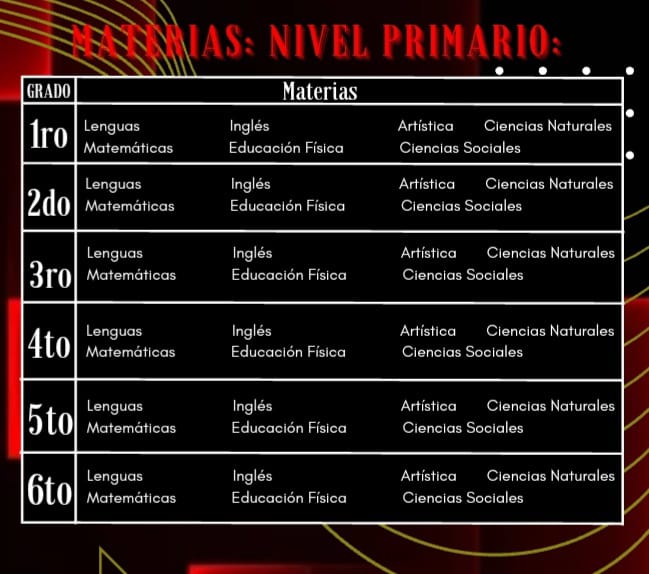 MATERIAS: NIVEL PRIMARIO:
GRADO Materias
1ro
Lenguas Inglés Artística Ciencias Naturales
Matemáticas Educación Física Ciencias Sociales
2do
Lenguas Inglés Artística Ciencias Naturales
Matemáticas Educación Física Ciencias Sociales
3ro
Lenguas Inglés Artística Ciencias Naturales
Matemáticas Educación Física Ciencias Sociales
4to
Lenguas Inglés Artística Ciencias Naturales
Matemáticas Educación Física Ciencias Sociales
5to
Lenguas Inglés Artística Ciencias Naturales
Matemáticas Educación Física Ciencias Sociales
6to
Lenguas Inglés Artística Ciencias Naturales
Matemáticas Educación Física Ciencias Sociales